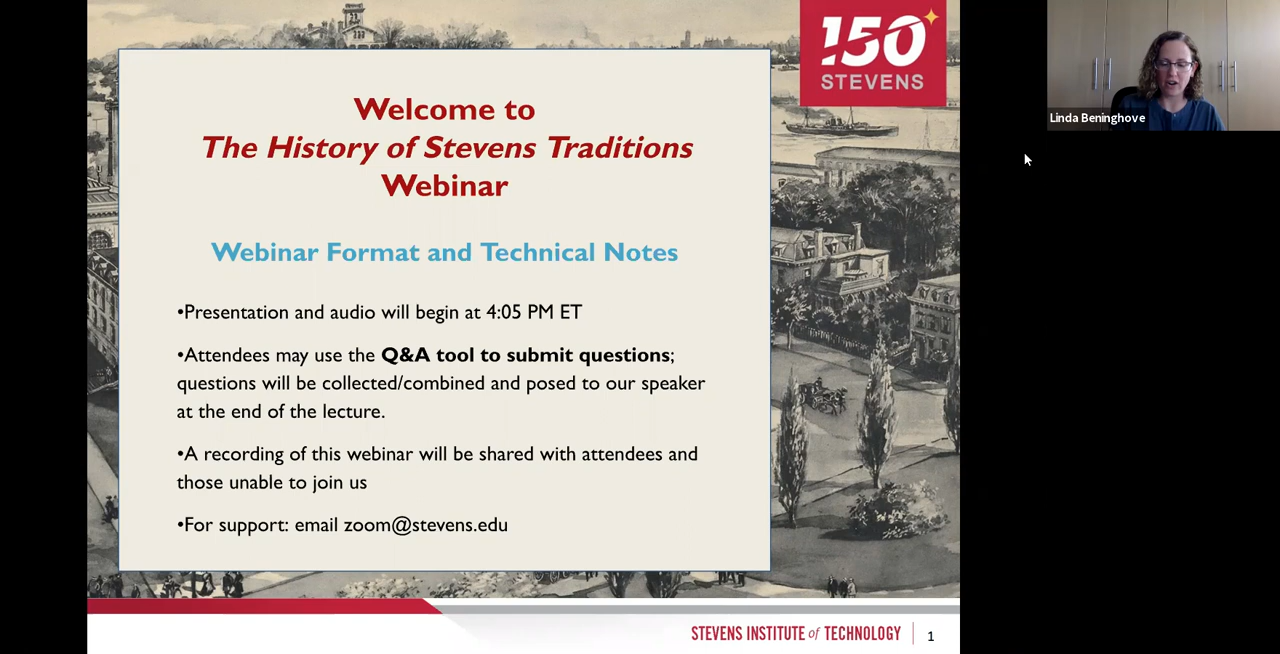 150
STEVENS
Welcome to
The History of Stevens Traditions
Webinar
Webinar Format and Technical Notes
•Presentation and audio will begin at 4:05 PM ET
•Attendees may use the Q&A tool to submit questions;
questions will be collected/combined and posed to our speaker
at the end of the lecture.
•A recording of this webinar will be shared with attendees and
those unable to join us
•For support: email zoom@stevens.edu
STEVENS INSTITUTE of TECHNOLOGY
1
Linda Beninghove